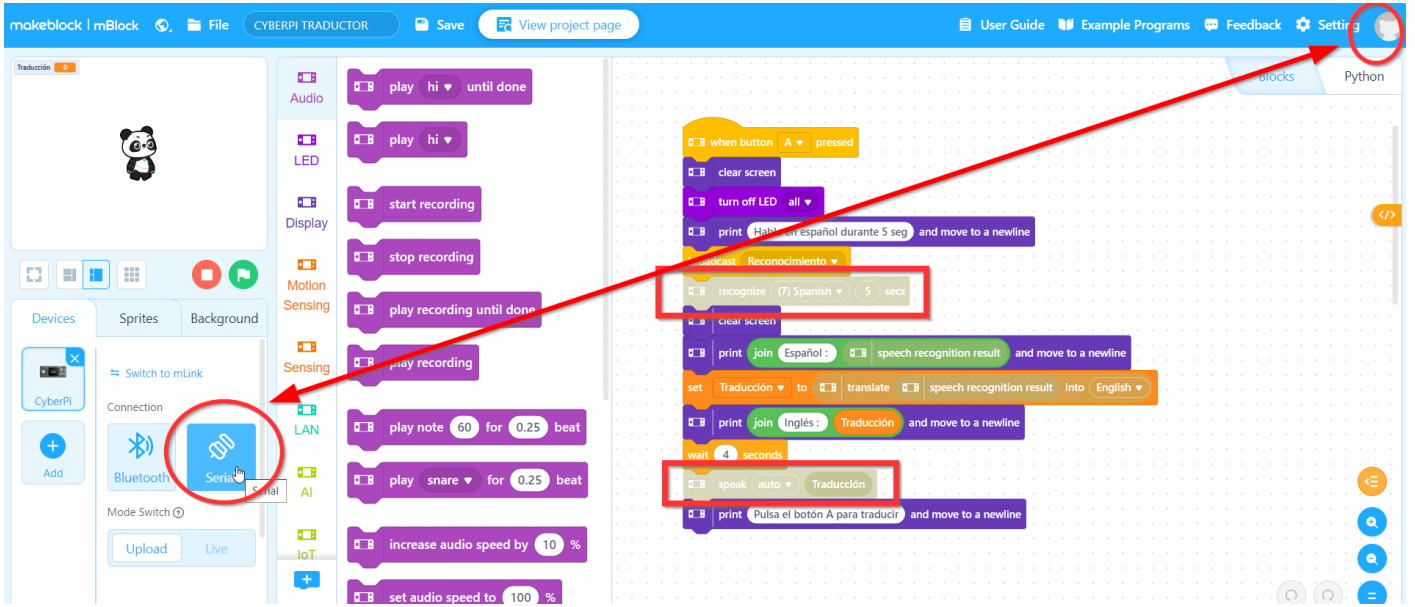 makeblock | mBlock File CYBERPI TRADUCTOR Save View project page User Guide Example Programs Feedback Setting
Traducción 0
Devices Sprites Background
CyberPi
Add
Switch to mLink
Connection
Bluetooth Serial
Serial
Mode Switch ?
Upload Live
Audio
LED
Display
Motion
Sensing
Sensing
LAN
AI
IoT
play hi until done
play hi
start recording
stop recording
play recording until done
play recording
play note 60 for 0.25 beat
play snare for 0.25 beat
increase audio speed by 10 %
set audio speed to 100 %
Blocks Python
when button A pressed
clear screen
turn off LED all
print Habla en español durante 5 seg and move to a newline
broadcast Reconocimiento
recognize (7) Spanish 5 secs
clear screen
print join Español : speech recognition result and move to a newline
set Traducción to translate speech recognition result into English
print join Inglés : Traducción and move to a newline
wait 4 seconds
speak auto Traducción
print Pulsa el botón A para traducir and move to a newline